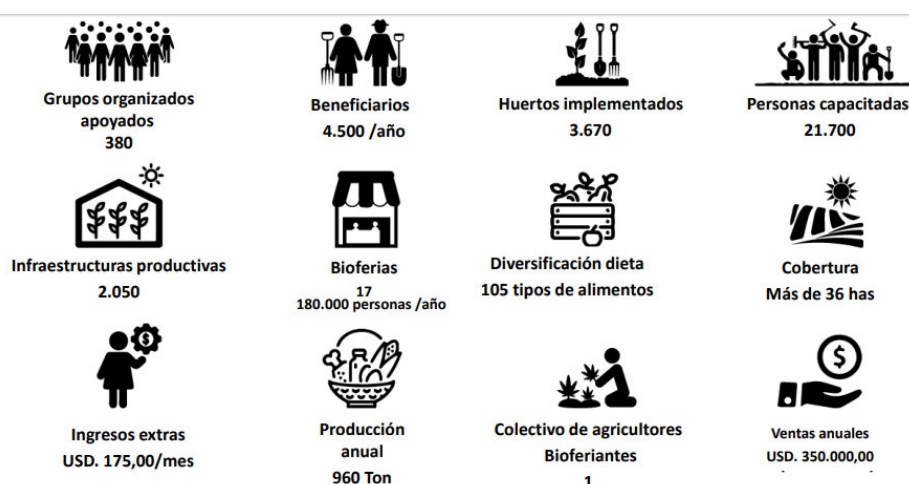 Grupos organizados
apoyados
380
Beneficiarios
4.500 /año
Huertos implementados
3.670
Personas capacitadas
21.700
Infraestructuras productivas
2.050
Bioferias
17
180.000 personas /año
Diversificación dieta
105 tipos de alimentos
Cobertura
Más de 36 has
Ingresos extras
USD. 175,00/mes
Producción
anual
960 Ton
Colectivo de agricultores
Bioferiantes
1
Ventas anuales
USD. 350.000,00